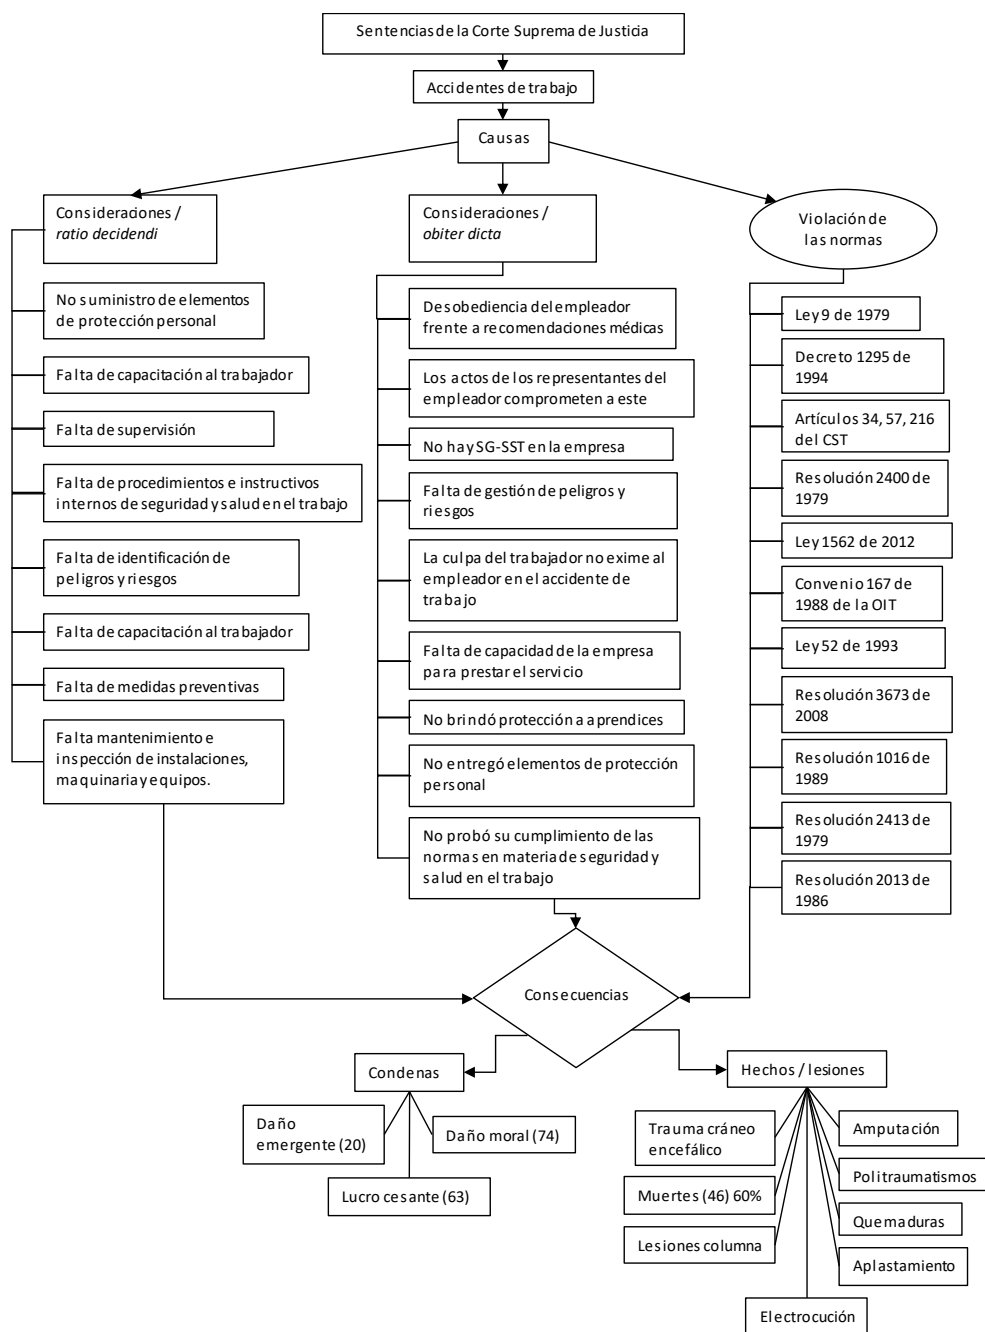 Sentencias de la Corte Suprema de Justicia
Accidentes de trabajo
Causas
Consideraciones /
ratio decidendi
No suministro de elementos
de protección personal
Falta de capacitación al trabajador
Falta de supervisión
Falta de procedimientos e instructivos
internos de seguridad y salud en el trabajo
Falta de identificación de
peligros y riesgos
Falta de capacitación al trabajador
Falta de medidas preventivas
Falta mantenimiento e
inspección de instalaciones,
maquinaria y equipos.
Consideraciones /
obiter dicta
Desobediencia del empleador
frente a recomendaciones médicas
Los actos de los representantes del
empleador comprometen a este
No hay SG-SST en la empresa
Falta de gestión de peligros y
riesgos
La culpa del trabajador no exime al
empleador en el accidente de
trabajo
Falta de capacidad de la empresa
para prestar el servicio
No brindó protección a aprendices
No entregó elementos de protección
personal
No probó su cumplimiento de las
normas en materia de seguridad y
salud en el trabajo
Violación de
las normas
Ley 9 de 1979
Decreto 1295 de
1994
Artículos 34, 57, 216
del CST
Resolución 2400 de
1979
Ley 1562 de 2012
Convenio 167 de
1988 de la OIT
Ley 52 de 1993
Resolución 3673 de
2008
Resolución 1016 de
1989
Resolución 2413 de
1979
Resolución 2013 de
1986
Consecuencias
Condenas
Daño
emergente (20)
Daño moral (74)
Lucro cesante (63)
Hechos / lesiones
Trauma cráneo
encefálico
Muertes (46) 60%
Lesiones columna
Amputación
Politraumatismos
Quemaduras
Aplastamiento
Electrocución